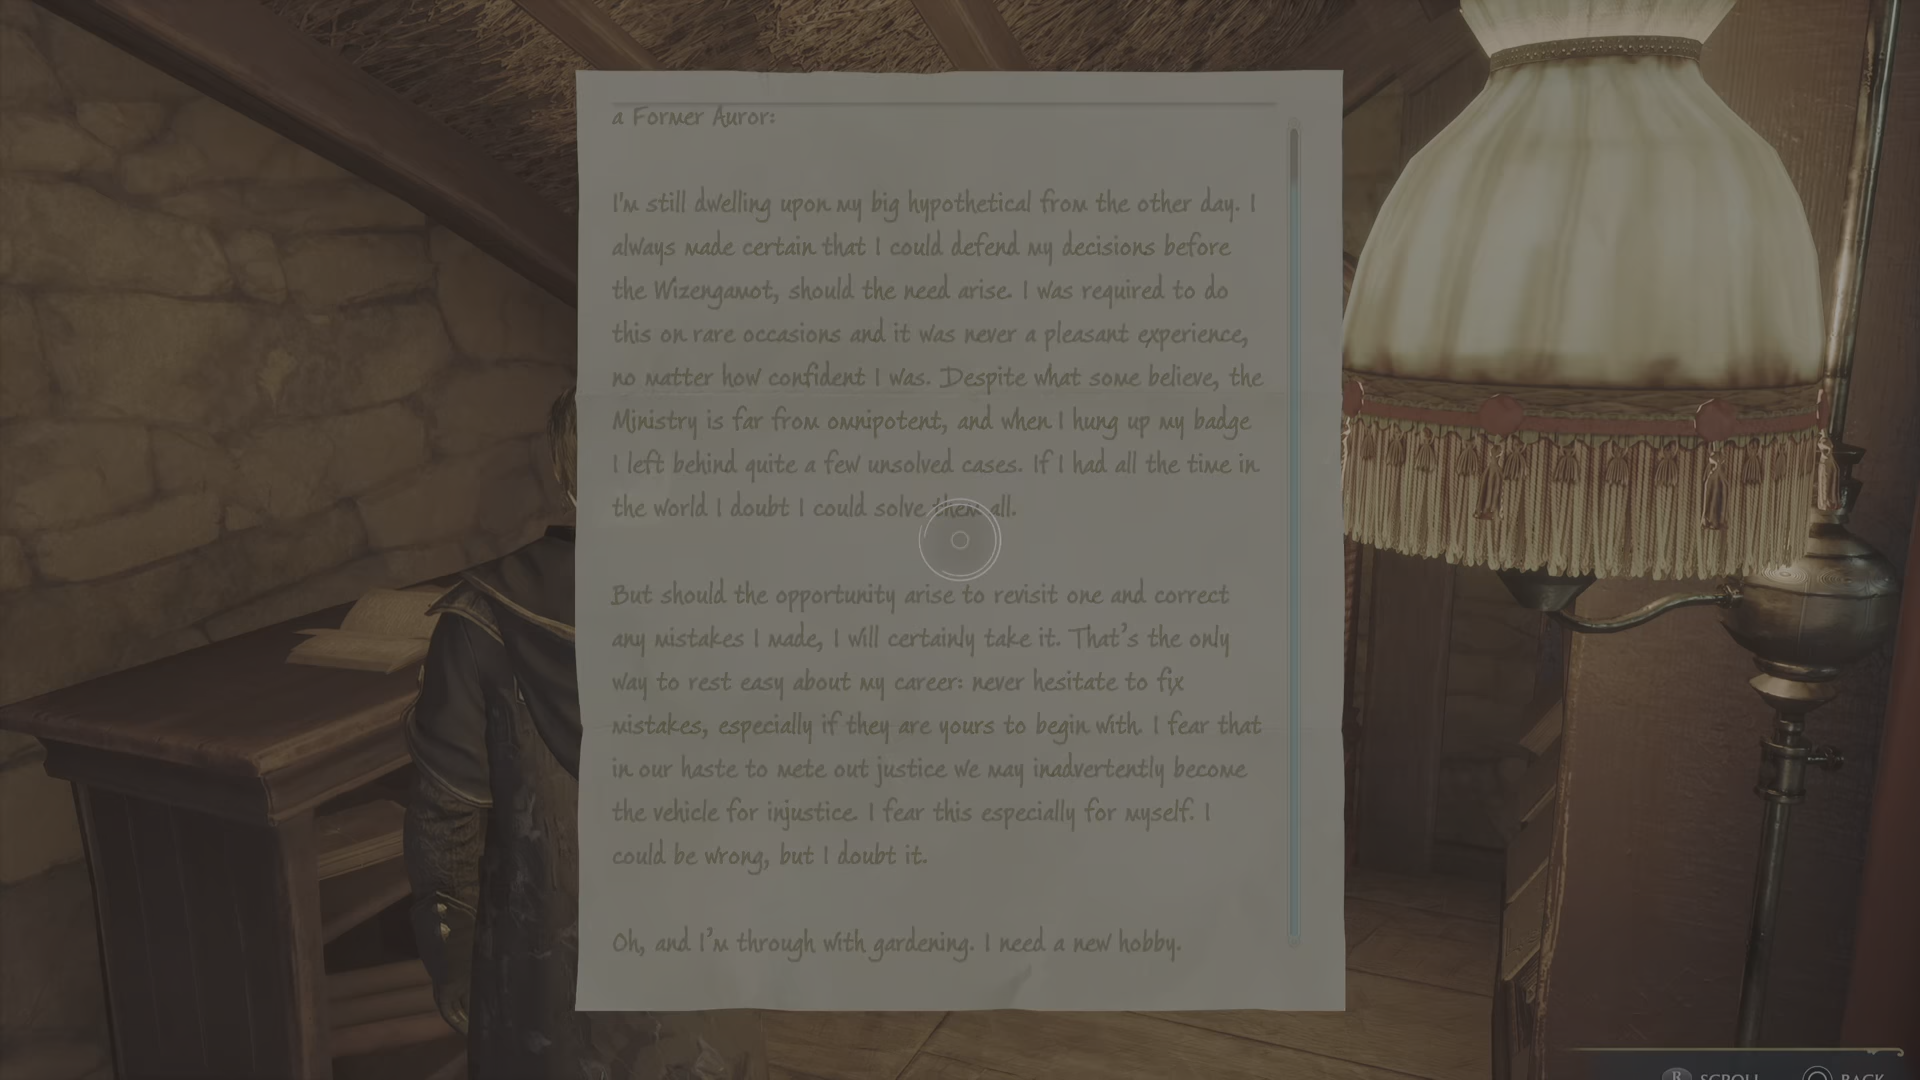 a Former Auror:
I'm still dwelling upon my big hypothetical from the other day. I
always made certain that I could defend my decisions before
the Wizengamot, should the need arise. I was required to do
this on rare occasions and it was never a pleasant experience,
no matter how confident I was. Despite what some believe, the
Ministry is far from omnipotent, and when I hung up my badge
I left behind quite a few unsolved cases. If I had all the time in
the world I doubt I could solve them all.
But should the opportunity arise to revisit one and correct
any mistakes I made, I will certainly take it. That's the only
way to rest easy about my career: never hesitate to fix
mistakes, especially if they are yours to begin with. I fear that
in our haste to mete out justice we may inadvertently become
the vehicle for injustice. I fear this especially for myself. I
could be wrong, but I doubt it.
Oh, and I'm through with gardening. I need a new hobby.
R SCROLL BACK